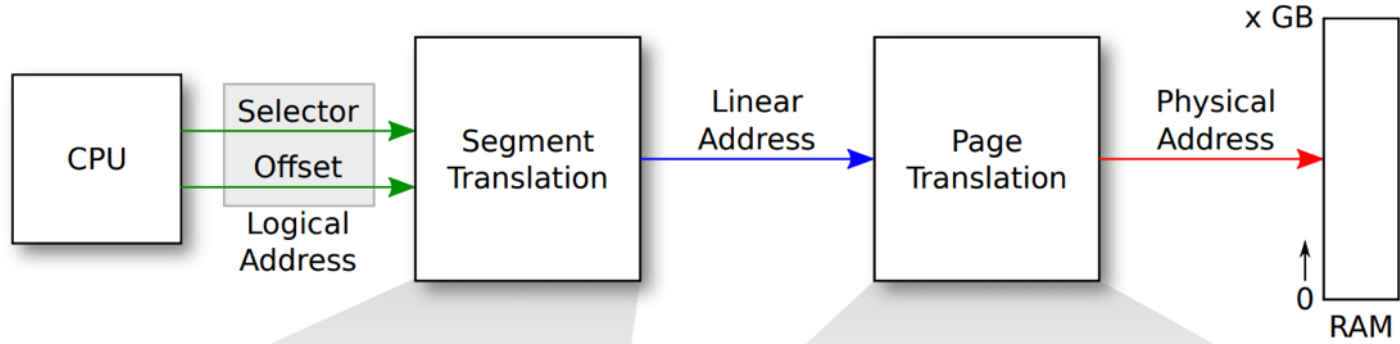 CPU
Selector
Offset
Logical
Address
Segment
Translation
Linear
Address
Page
Translation
Physical
Address
x GB
0
RAM